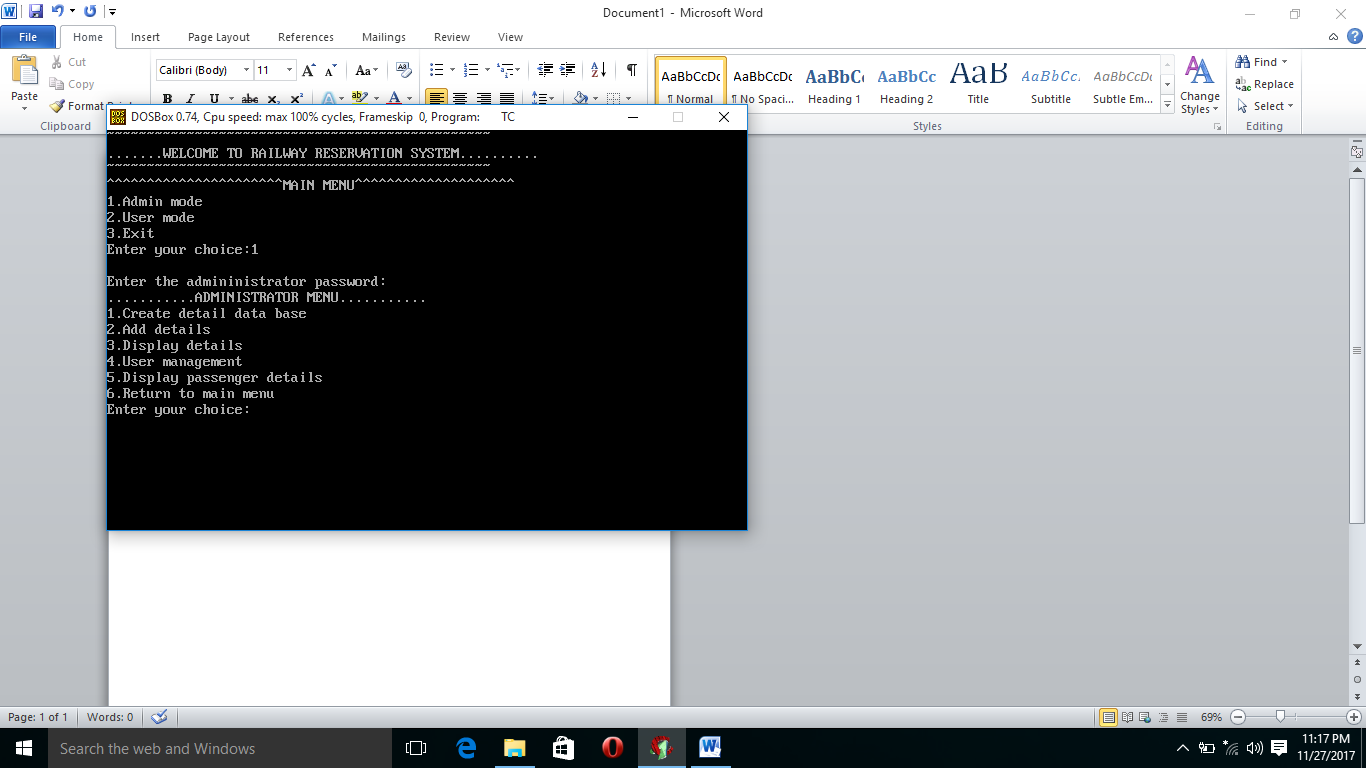 Document1 - Microsoft Word
File Home Insert Page Layout References Mailings Review View
Paste
Cut
Copy
Format
Clipboard
Calibri (Body) 11 A A Aa
B I U abc A ab A
AaBbCcDc AaBbCcDc AaBbC AaBbCc AaB AaBbCc. AaBbCcDc
¶ Normal ¶ No Spaci... Heading 1 Heading 2 Title Subtitle Subtle Em...
Styles
Change
Styles
Find
Replace
Select
Editing
DOSBox 0.74, Cpu speed: max 100% cycles, Frameskip 0, Program: TC
~~~~~~~~~~~~~~~~~~~~~~~~~~~~~~~~~~~~~~~~~~~~~~~~
.......WELCOME TO RAILWAY RESERVATION SYSTEM..........
~~~~~~~~~~~~~~~~~~~~~~~~~~~~~~~~~~~~~~~~~~~~~~~~
^^^^^^^^^^^^^^^^^^^^^^MAIN MENU^^^^^^^^^^^^^^^^^^^^
1.Admin mode
2.User mode
3.Exit
Enter your choice:1
Enter the admininistrator password:
...........ADMINISTRATOR MENU...........
1.Create detail data base
2.Add details
3.Display details
4.User management
5.Display passenger details
6.Return to main menu
Enter your choice:
Page: 1 of 1 Words: 0 69%
Search the web and Windows
11:17 PM
11/27/2017